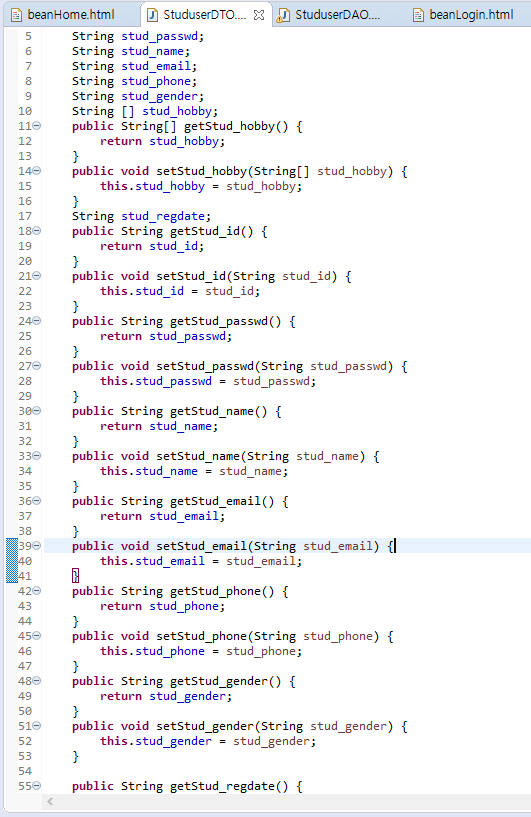 beanHome.html StuduserDTO.... StuduserDAO.... beanLogin.html
5 String stud_passwd;
6 String stud_name;
7 String stud_email;
8 String stud_phone;
9 String stud_gender;
10 String [] stud_hobby;
11 public String[] getStud_hobby() {
12 return stud_hobby;
13 }
14 public void setStud_hobby(String[] stud_hobby) {
15 this.stud_hobby = stud_hobby;
16 }
17 String stud_regdate;
18 public String getStud_id() {
19 return stud_id;
20 }
21 public void setStud_id(String stud_id) {
22 this.stud_id = stud_id;
23 }
24 public String getStud_passwd() {
25 return stud_passwd;
26 }
27 public void setStud_passwd(String stud_passwd) {
28 this.stud_passwd = stud_passwd;
29 }
30 public String getStud_name() {
31 return stud_name;
32 }
33 public void setStud_name(String stud_name) {
34 this.stud_name = stud_name;
35 }
36 public String getStud_email() {
37 return stud_email;
38 }
39 public void setStud_email(String stud_email) {
40 this.stud_email = stud_email;
41 }
42 public String getStud_phone() {
43 return stud_phone;
44 }
45 public void setStud_phone(String stud_phone) {
46 this.stud_phone = stud_phone;
47 }
48 public String getStud_gender() {
49 return stud_gender;
50 }
51 public void setStud_gender(String stud_gender) {
52 this.stud_gender = stud_gender;
53 }
54
55 public String getStud_regdate() {